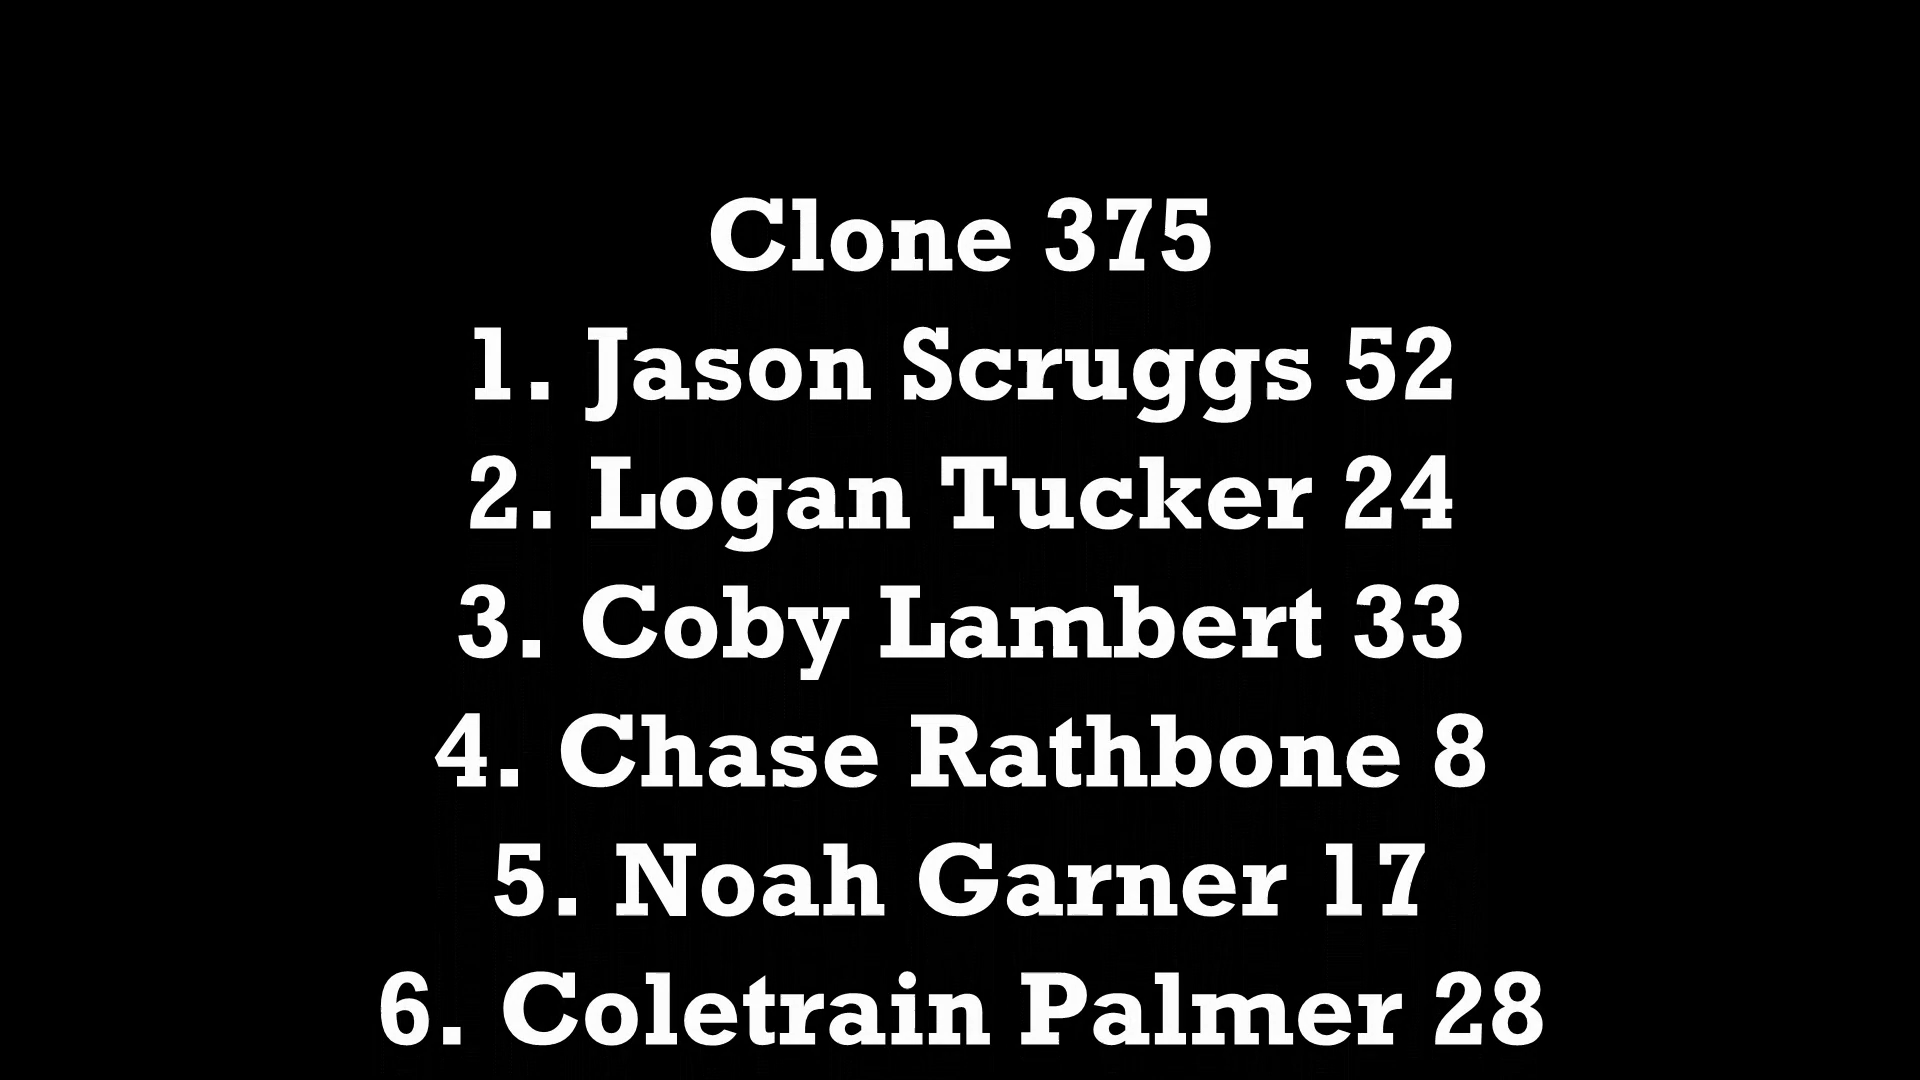 Clone 375
1. Jason Scruggs 52
2. Logan Tucker 24
3. Coby Lambert 33
4. Chase Rathbone 8
5. Noah Garner 17
6. Coletrain Palmer 28